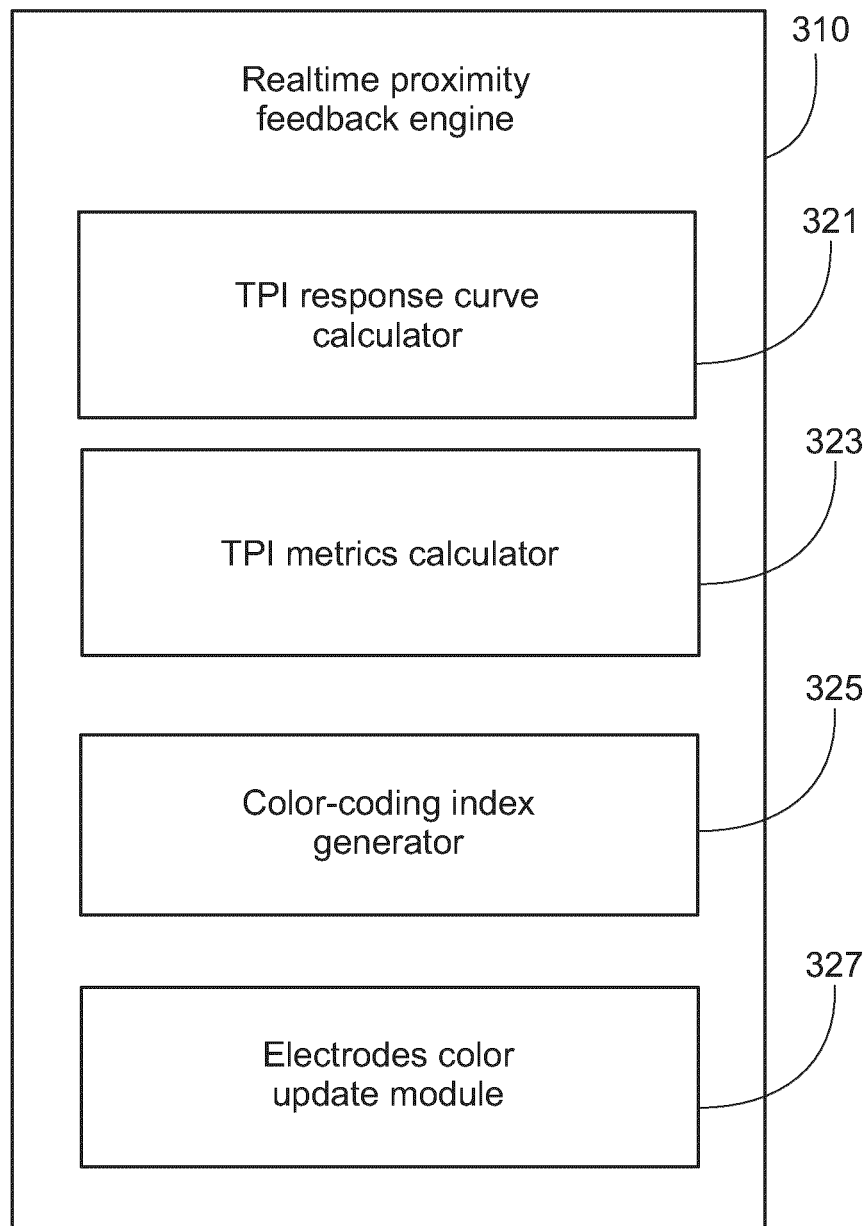 310
Realtime proximity
feedback engine
321
TPI response curve
calculator
323
TPI metrics calculator
325
Color-coding index
generator
327
Electrodes color
update module